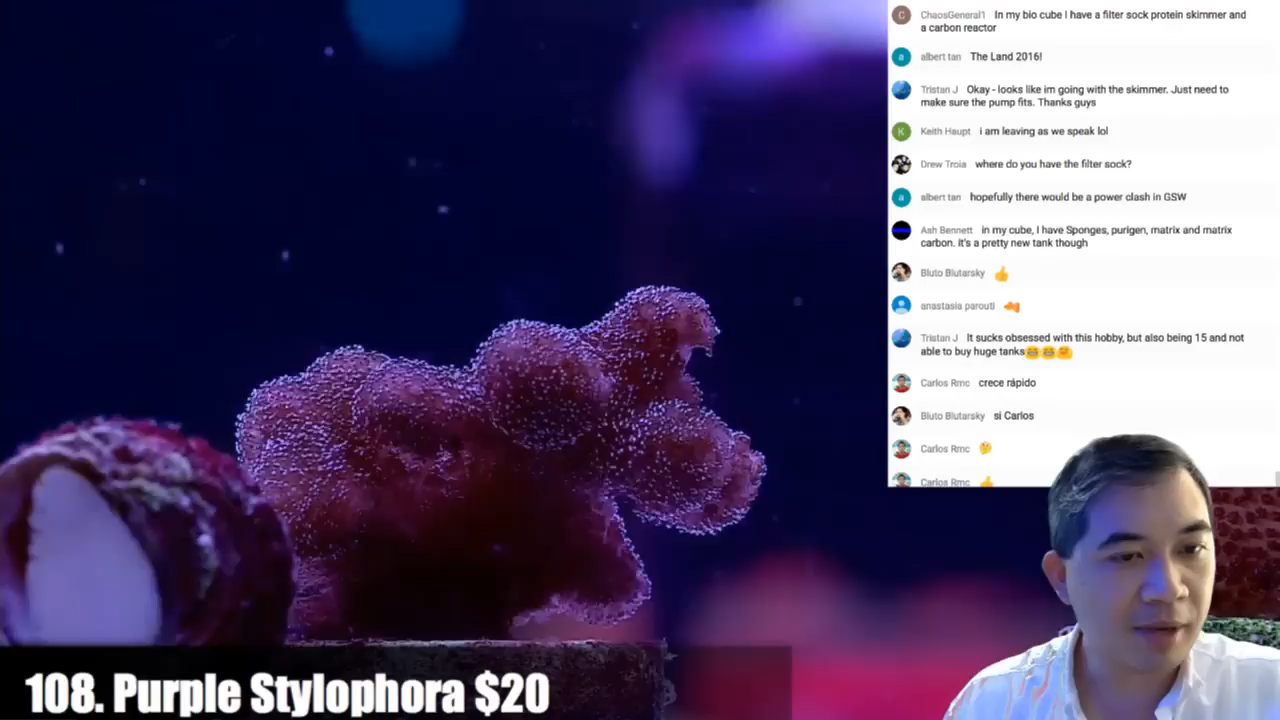 C ChaosGeneral1 In my bio cube I have a filter sock protein skimmer and
a carbon reactor
a albert tan The Land 2016!
Tristan J Okay - looks like im going with the skimmer. Just need to
make sure the pump fits. Thanks guys
K Keith Haupt i am leaving as we speak lol
Drew Troia where do you have the filter sock?
a albert tan hopefully there would be a power clash in GSW
Ash Bennett in my cube, I have Sponges, purigen, matrix and matrix
carbon. it's a pretty new tank though
Bluto Blutarsky 👍
anastasia parouti
Tristan J It sucks obsessed with this hobby, but also being 15 and not
able to buy huge tanks
Carlos Rmc crece rápido
Bluto Blutarsky si Carlos
Carlos Rmc 🤔
Carlos Rmc 👍
108. Purple Stylophora $20